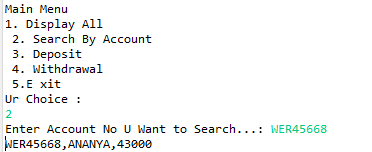 Main Menu
1. Display All
2. Search By Account
3. Deposit
4. Withdrawal
5.E xit
Ur Choice :
2
Enter Account No U Want to Search...: WER45668
WER45668,ANANYA,43000